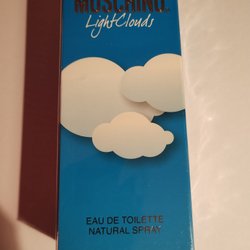 MOSCHINO
LightClouds
EAU DE TOILETTE
NATURAL SPRAY